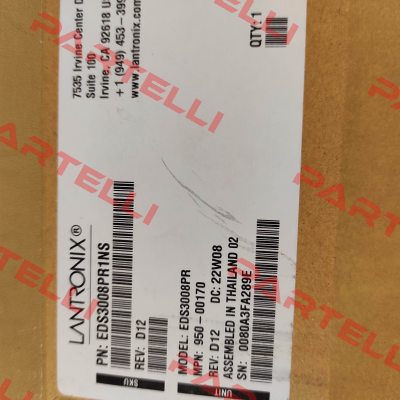 LANTRONIX®
7535 Irvine Center D
Suite 100
Irvine, CA 92618 U
+1 (949) 453-399
www.lantronix.com
PN: EDS3008PR1NS
REV: D12
SKU
QTY: 1
MODEL: EDS3008PR
MPN: 950-00170
REV: D12 DC: 22W08
ASSEMBLED IN THAILAND 02
SN: 0080A3FA289E
UNIT
PARTELLI
PARTELLI
PARTELLI